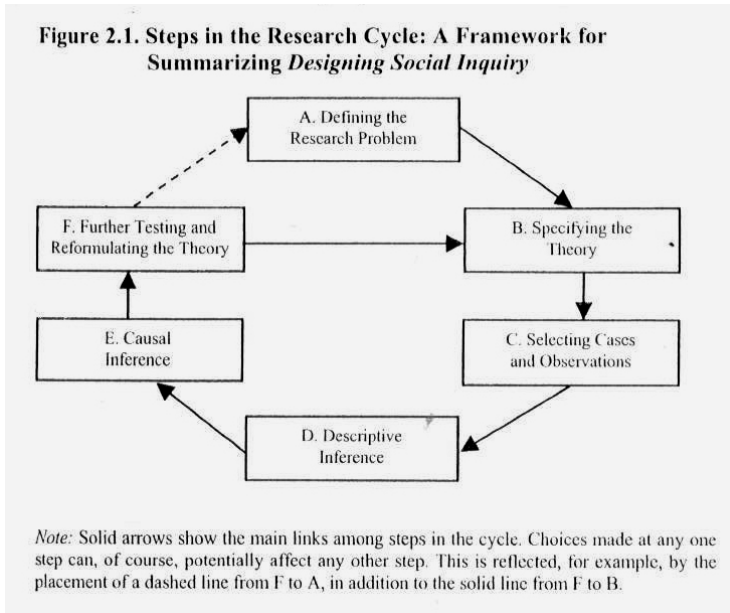 Figure 2.1. Steps in the Research Cycle: A Framework for
Summarizing Designing Social Inquiry
A. Defining the
Research Problem
F. Further Testing and
Reformulating the Theory
B. Specifying the
Theory
E. Causal
Inference
C. Selecting Cases
and Observations
D. Descriptive
Inference
Note: Solid arrows show the main links among steps in the cycle. Choices made at any one
step can, of course, potentially affect any other step. This is reflected, for example, by the
placement of a dashed line from F to A, in addition to the solid line from F to B.